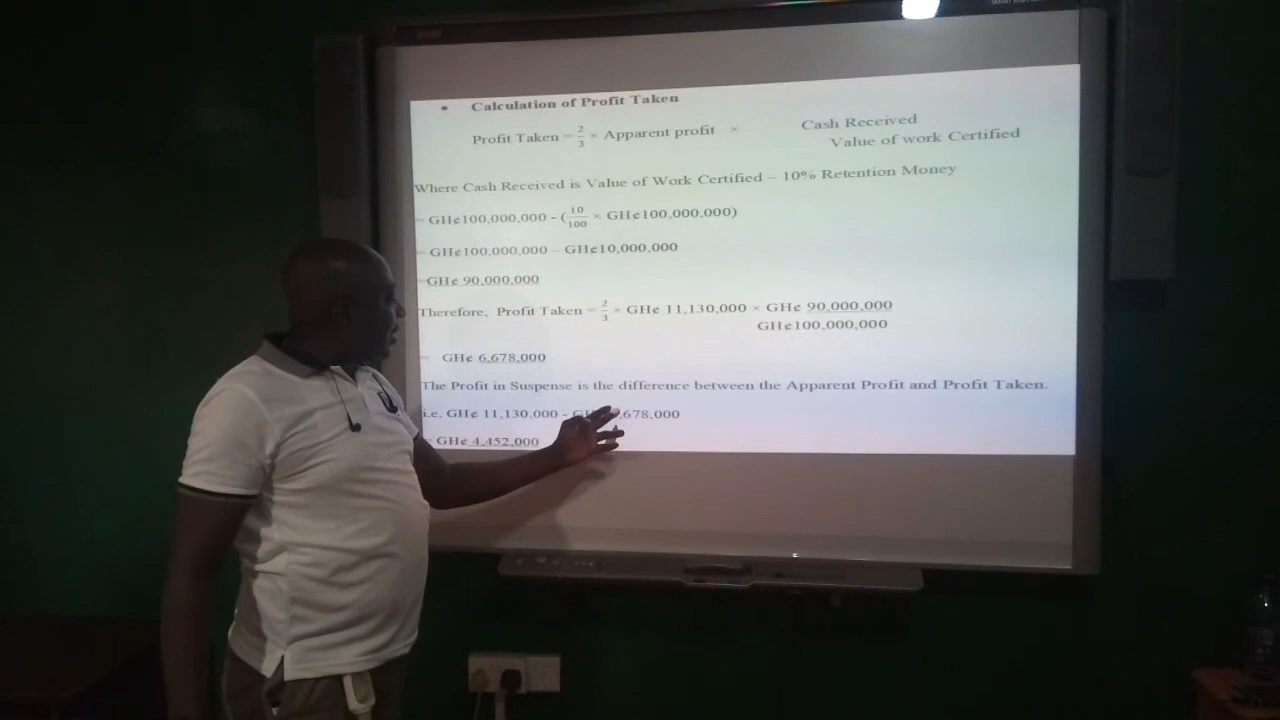 • Calculation of Profit Taken
Profit Taken = 2/3 × Apparent profit × Cash Received
Value of work Certified
Where Cash Received is Value of Work Certified – 10% Retention Money
= GH¢100,000,000 - (10/100 × GH¢100,000,000)
= GH¢100,000,000 – GH¢10,000,000
=GH¢ 90,000,000
Therefore, Profit Taken = 2/3 × GH¢ 11,130,000 × GH¢ 90,000,000
GH¢100,000,000
= GH¢ 6,678,000
The Profit in Suspense is the difference between the Apparent Profit and Profit Taken.
i.e. GH¢ 11,130,000 - ,678,000
= GH¢ 4,452,000